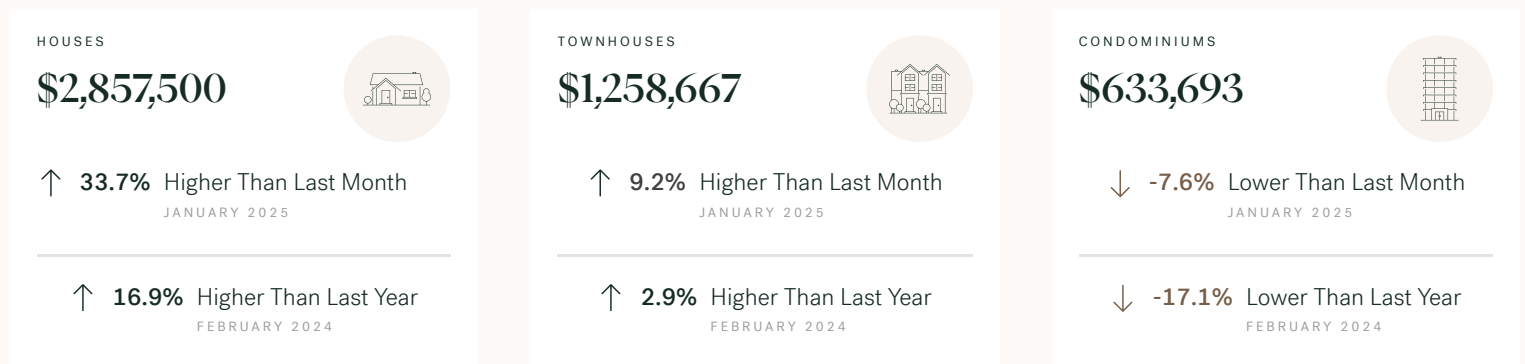 HOUSES
$2,857,500
33.7% Higher Than Last Month
JANUARY 2025
16.9% Higher Than Last Year
FEBRUARY 2024
TOWNHOUSES
$1,258,667
9.2% Higher Than Last Month
JANUARY 2025
2.9% Higher Than Last Year
FEBRUARY 2024
CONDOMINIUMS
$633,693
-7.6% Lower Than Last Month
JANUARY 2025
-17.1% Lower Than Last Year
FEBRUARY 2024